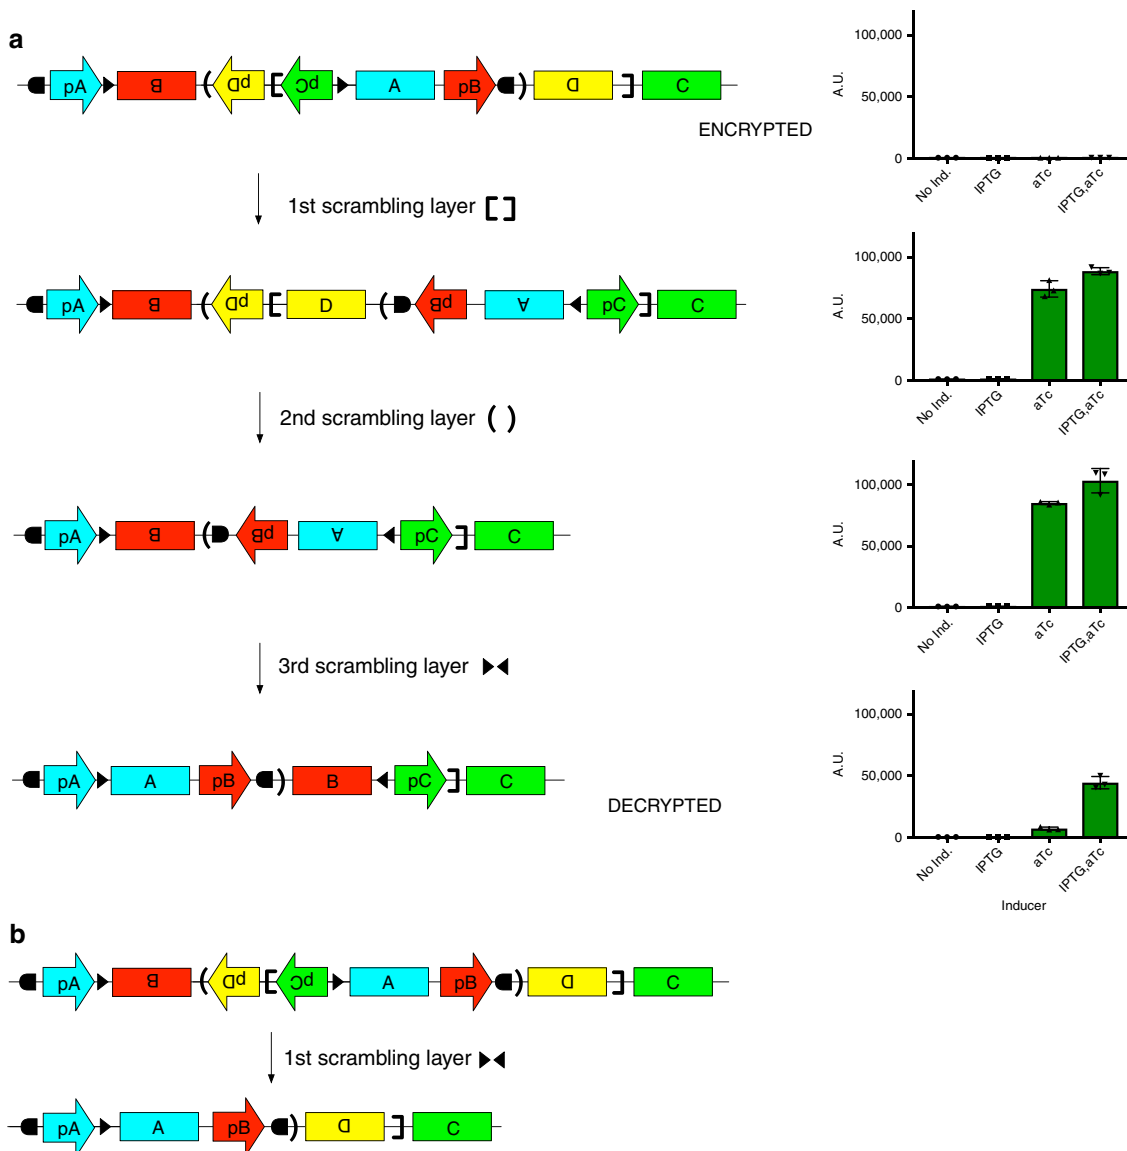 a
pA B pD pC A pB D C
ENCRYPTED
100,000
50,000
0
A.U.
No Ind. IPTG aTc IPTG,aTc
1st scrambling layer [ ]
pA B pD D pB A pC C
100,000
50,000
0
A.U.
No Ind. IPTG aTc IPTG,aTc
2nd scrambling layer ( )
pA B pB A pC C
100,000
50,000
0
A.U.
No Ind. IPTG aTc IPTG,aTc
3rd scrambling layer
pA A pB B pC C
DECRYPTED
100,000
50,000
0
A.U.
No Ind. IPTG aTc IPTG,aTc
Inducer
b
pA B pD pC A pB D C
1st scrambling layer
pA A pB D C